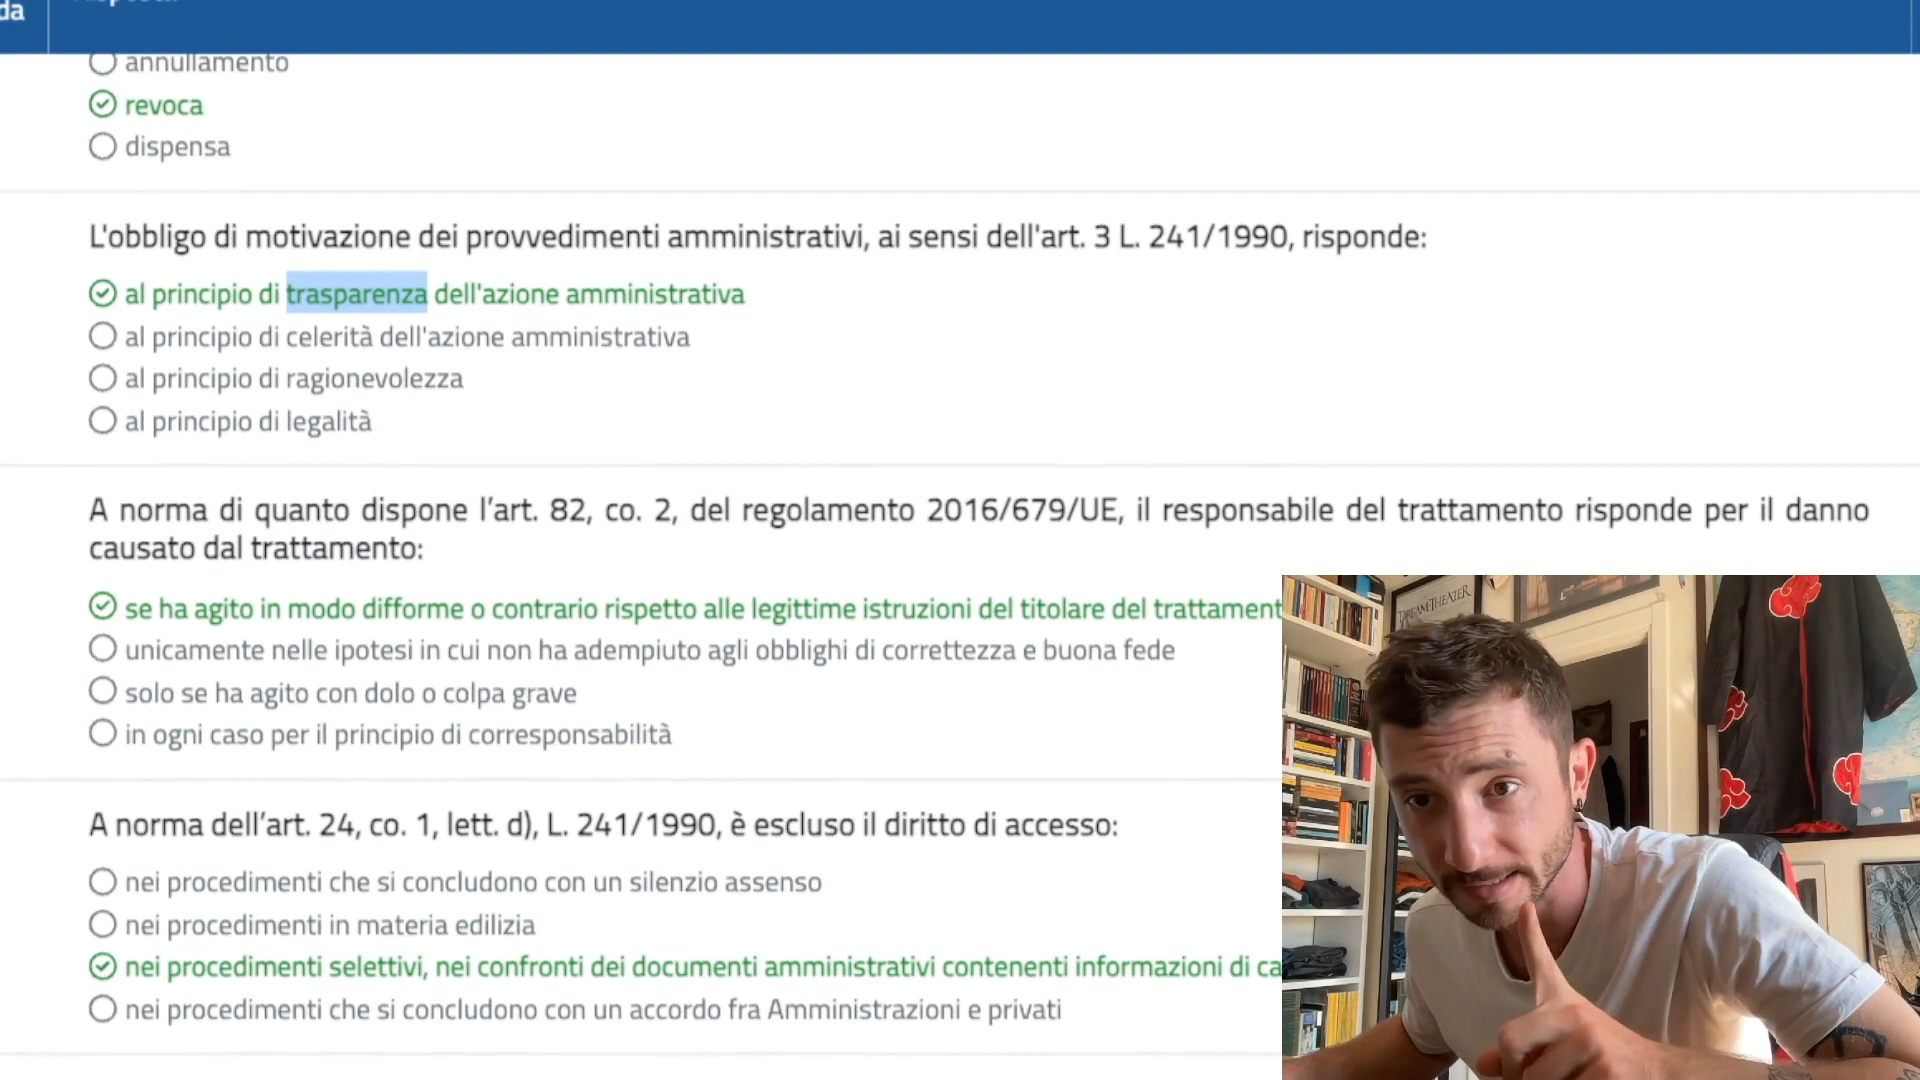 da
annullamento
revoca
dispensa
L'obbligo di motivazione dei provvedimenti amministrativi, ai sensi dell'art. 3 L. 241/1990, risponde:
al principio di trasparenza dell'azione amministrativa
al principio di celerità dell'azione amministrativa
al principio di ragionevolezza
al principio di legalità
A norma di quanto dispone l’art. 82, co. 2, del regolamento 2016/679/UE, il responsabile del trattamento risponde per il danno
causato dal trattamento:
se ha agito in modo difforme o contrario rispetto alle legittime istruzioni del titolare del trattament
unicamente nelle ipotesi in cui non ha adempiuto agli obblighi di correttezza e buona fede
solo se ha agito con dolo o colpa grave
in ogni caso per il principio di corresponsabilità
A norma dell’art. 24, co. 1, lett. d), L. 241/1990, è escluso il diritto di accesso:
nei procedimenti che si concludono con un silenzio assenso
nei procedimenti in materia edilizia
nei procedimenti selettivi, nei confronti dei documenti amministrativi contenenti informazioni di ca
nei procedimenti che si concludono con un accordo fra Amministrazioni e privati
DREAM THEATER